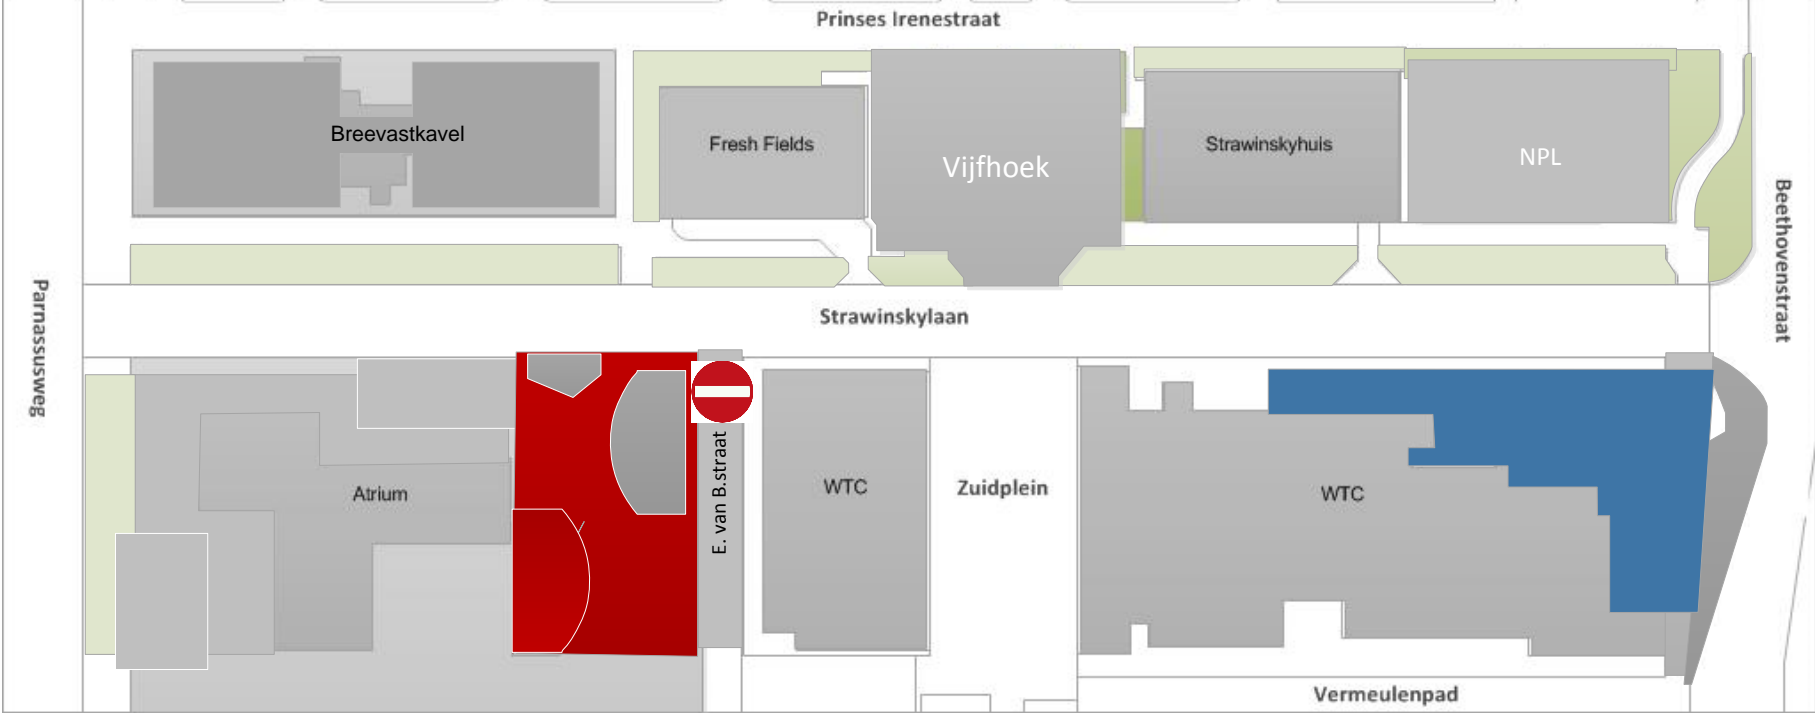 Prinses Irenestraat
Breevastkavel
Fresh Fields
Vijfhoek
Strawinskyhuis
NPL
Beethovenstraat
Parnassusweg
Strawinskylaan
Atrium
E. van B.straat
WTC
Zuidplein
WTC
Vermeulenpad